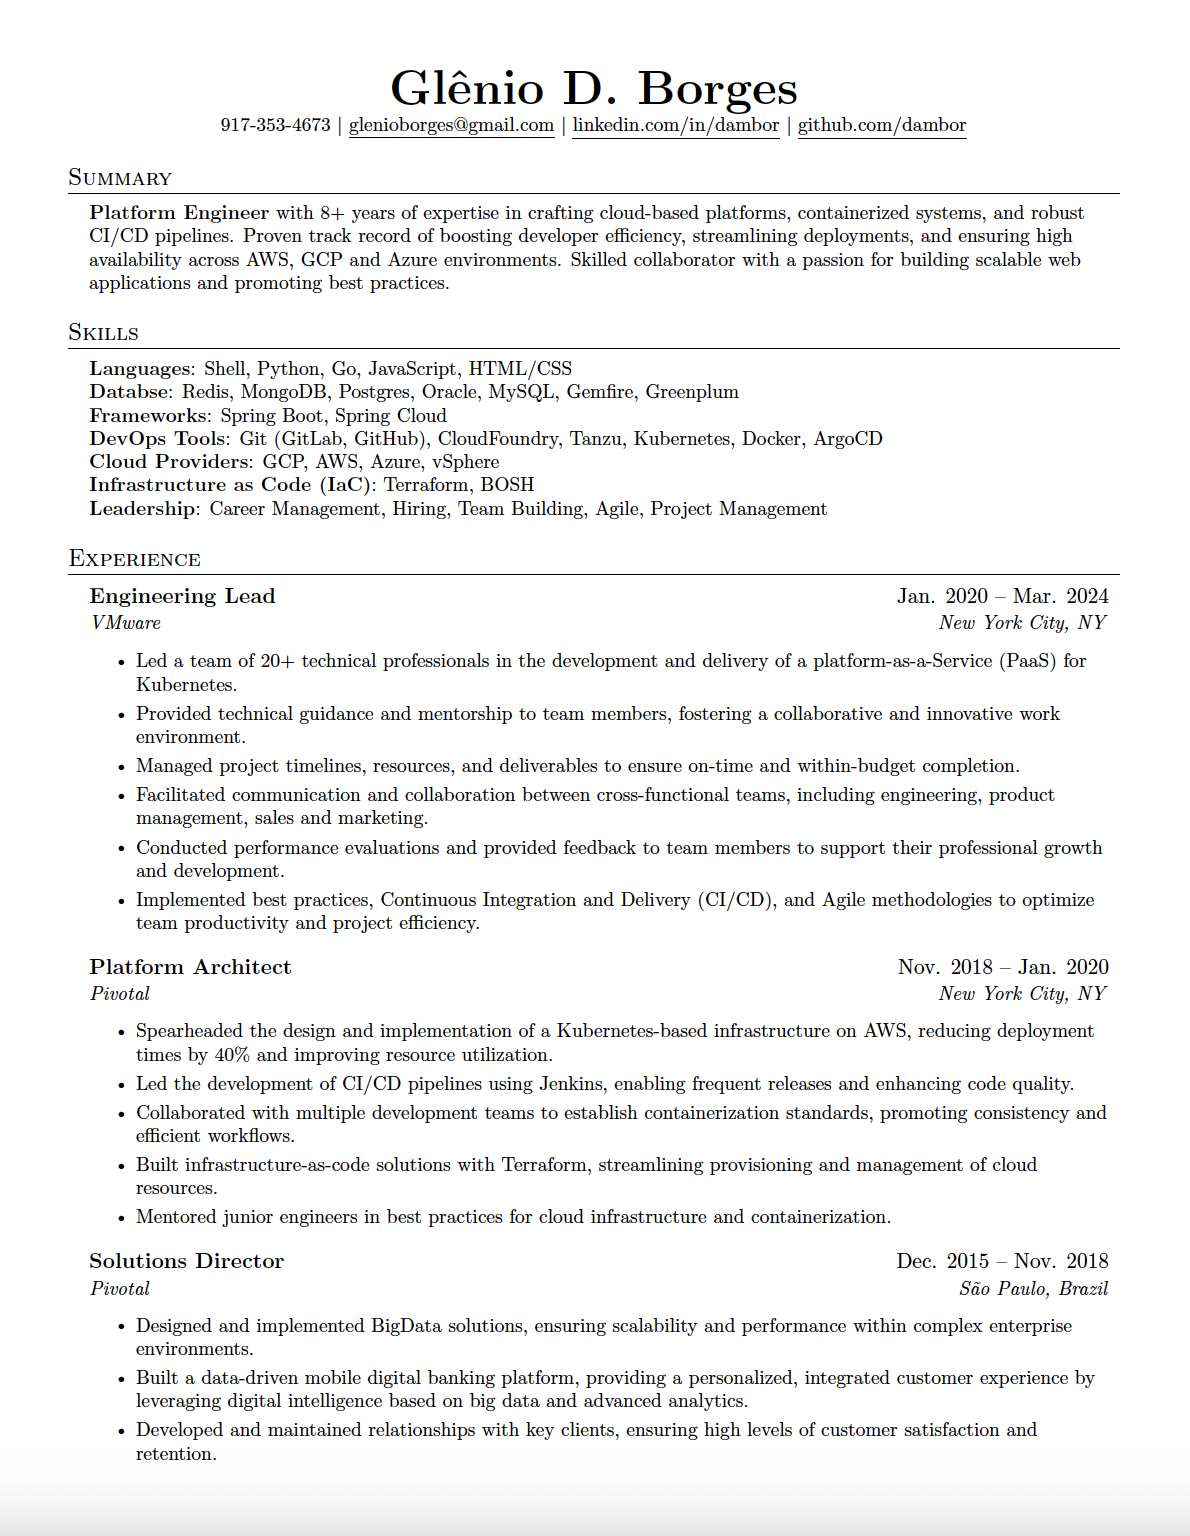 Glênio D. Borges
917-353-4673 | glenioborges@gmail.com | linkedin.com/in/dambor | github.com/dambor
Summary
Platform Engineer with 8+ years of expertise in crafting cloud-based platforms, containerized systems, and robust
CI/CD pipelines. Proven track record of boosting developer efficiency, streamlining deployments, and ensuring high
availability across AWS, GCP and Azure environments. Skilled collaborator with a passion for building scalable web
applications and promoting best practices.
Skills
Languages: Shell, Python, Go, JavaScript, HTML/CSS
Databse: Redis, MongoDB, Postgres, Oracle, MySQL, Gemfire, Greenplum
Frameworks: Spring Boot, Spring Cloud
DevOps Tools: Git (GitLab, GitHub), CloudFoundry, Tanzu, Kubernetes, Docker, ArgoCD
Cloud Providers: GCP, AWS, Azure, vSphere
Infrastructure as Code (IaC): Terraform, BOSH
Leadership: Career Management, Hiring, Team Building, Agile, Project Management
Experience
Engineering Lead Jan. 2020 – Mar. 2024
VMware New York City, NY
• Led a team of 20+ technical professionals in the development and delivery of a platform-as-a-Service (PaaS) for
Kubernetes.
• Provided technical guidance and mentorship to team members, fostering a collaborative and innovative work
environment.
• Managed project timelines, resources, and deliverables to ensure on-time and within-budget completion.
• Facilitated communication and collaboration between cross-functional teams, including engineering, product
management, sales and marketing.
• Conducted performance evaluations and provided feedback to team members to support their professional growth
and development.
• Implemented best practices, Continuous Integration and Delivery (CI/CD), and Agile methodologies to optimize
team productivity and project efficiency.
Platform Architect Nov. 2018 – Jan. 2020
Pivotal New York City, NY
• Spearheaded the design and implementation of a Kubernetes-based infrastructure on AWS, reducing deployment
times by 40% and improving resource utilization.
• Led the development of CI/CD pipelines using Jenkins, enabling frequent releases and enhancing code quality.
• Collaborated with multiple development teams to establish containerization standards, promoting consistency and
efficient workflows.
• Built infrastructure-as-code solutions with Terraform, streamlining provisioning and management of cloud
resources.
• Mentored junior engineers in best practices for cloud infrastructure and containerization.
Solutions Director Dec. 2015 – Nov. 2018
Pivotal São Paulo, Brazil
• Designed and implemented BigData solutions, ensuring scalability and performance within complex enterprise
environments.
• Built a data-driven mobile digital banking platform, providing a personalized, integrated customer experience by
leveraging digital intelligence based on big data and advanced analytics.
• Developed and maintained relationships with key clients, ensuring high levels of customer satisfaction and
retention.